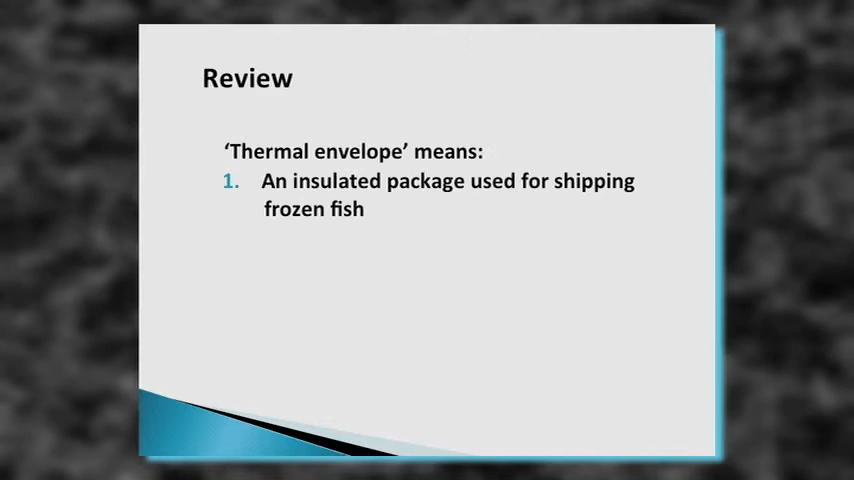 Review
‘Thermal envelope’ means:
1. An insulated package used for shipping
frozen fish